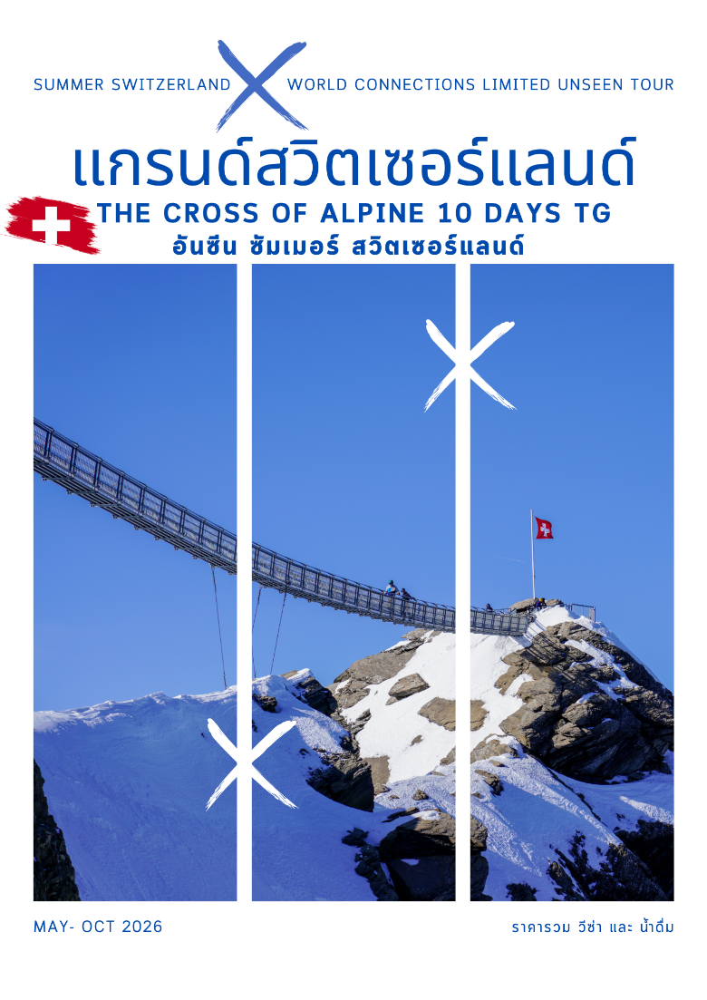 SUMMER SWITZERLAND WORLD CONNECTIONS LIMITED UNSEEN TOUR
แกรนด์สวิตเซอร์แลนด์
THE CROSS OF ALPINE 10 DAYS TG
อันซีน ซัมเมอร์ สวิตเซอร์แลนด์
MAY- OCT 2026
ราคารวม วีซ่า และ น้ำดื่ม